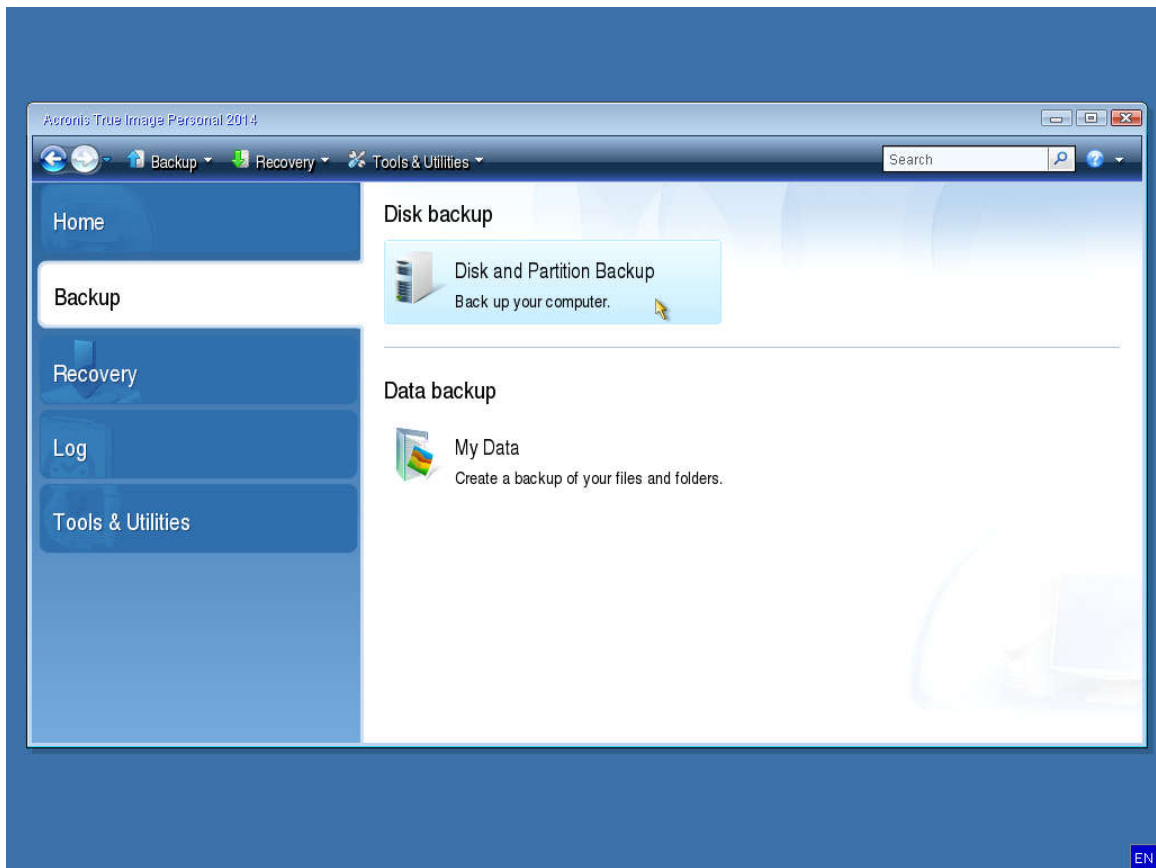 Acronis True Image Personal 2014
Backup Recovery Tools & Utilities Search
Home
Backup
Recovery
Log
Tools & Utilities
Disk backup
Disk and Partition Backup
Back up your computer.
Data backup
My Data
Create a backup of your files and folders.
EN